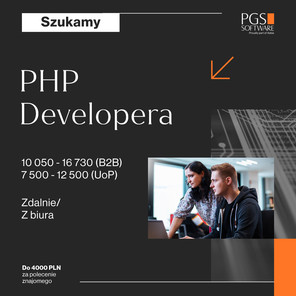 Szukamy
PGS
SOFTWARE
PHP
Developera
10 050 - 16 730 (B2B)
7 500 - 12 500 (UoP)
Zdalnie/
Z biura
Do 4000 PLN
za polecenie
znajomego